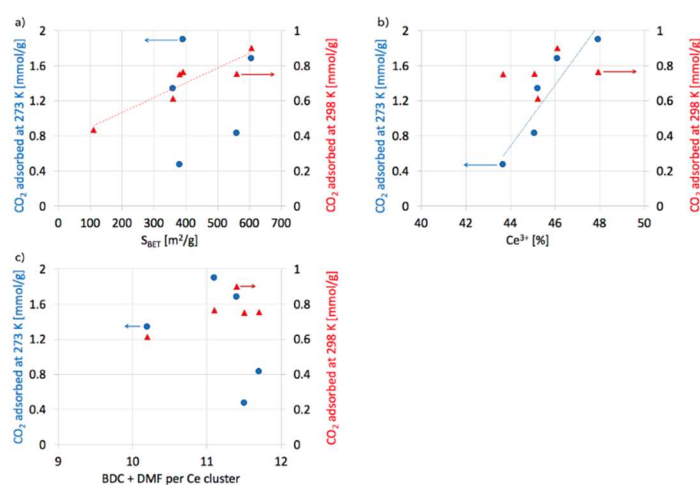 a)
2
1.6
1.2
0.8
0.4
0
1
0.8
0.6
0.4
0.2
0
0 100 200 300 400 500 600 700
S_BET [m²/g]
CO₂ adsorbed at 273 K [mmol/g]
CO₂ adsorbed at 298 K [mmol/g]
b)
2
1.6
1.2
0.8
0.4
0
1
0.8
0.6
0.4
0.2
0
40 42 44 46 48 50
Ce³⁺ [%]
CO₂ adsorbed at 273 K [mmol/g]
CO₂ adsorbed at 298 K [mmol/g]
c)
2
1.6
1.2
0.8
0.4
0
1
0.8
0.6
0.4
0.2
0
9 10 11 12
BDC + DMF per Ce cluster
CO₂ adsorbed at 273 K [mmol/g]
CO₂ adsorbed at 298 K [mmol/g]